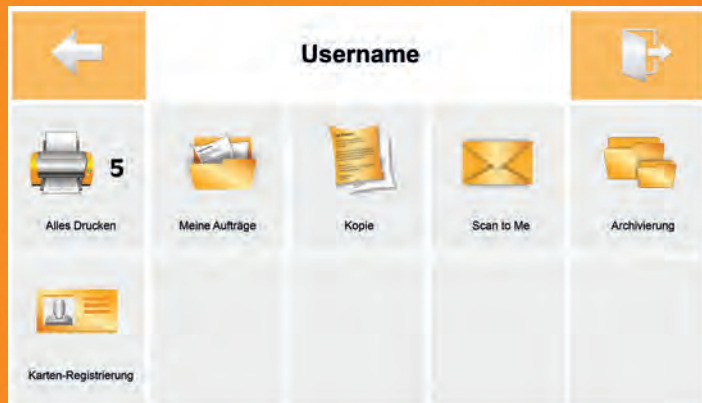 Username
5
Alles Drucken
Meine Aufträge
Kopie
Scan to Me
Archivierung
Karten-Registrierung